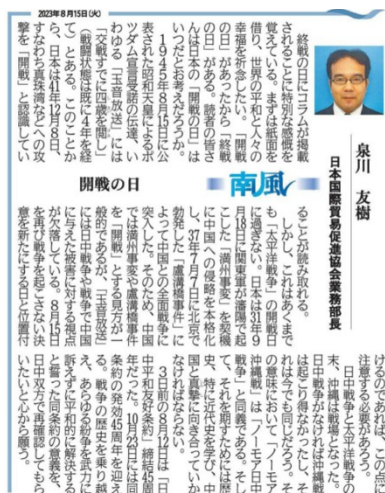 2023年8月15日(火)
南風
開戦の日
泉川 友樹
日本国際貿易促進協会業務部長
終戦の日にコラムが掲載
されることに特別な感慨を
覚えている。まずは紙面を
借り、世界の平和と人々の
幸福を祈念したい。「開戦
の日」があったから「終戦
の日」がある。読者の皆さ
んは日本の「開戦の日」は
いつだとお考えだろうか。
1945年8月15日に公
表された昭和天皇によるポ
ツダム宣言受諾の伝達、い
わゆる「玉音放送」には
「交戦すでに四歳を閲し」
(戦闘状態は既に4年を経
て)とある。このことか
ら、日本は41年12月8日、
すなわち真珠湾などへの攻
撃を「開戦」と認識してい
ることが読み取れる。
しかし、これはあくまで
も「太平洋戦争」の開戦日
に過ぎない。日本は31年9
月18日に関東軍が瀋陽で起
こした「満州事変」を契機
に中国への侵略を本格化
し、37年7月7日に北京で
勃発した「盧溝橋事件」に
よって中国との全面戦争に
突入した。そのため、中国
では満州事変や盧溝橋事件
を「開戦」とする見方が一
般的であるが、「玉音放送」
には日中戦争や戦争で中国
に与えた被害に対する視点
が欠落している。8月15日
を再び戦争を起こさない決
意を新たにする日と位置付
けるのであれば、この点に
注意する必要があろう。
日中戦争と太平洋戦争の
末、沖縄は戦場となった。
日中戦争がなければ沖縄戦
は起こり得なかったし、そ
れは今でも同じだろう。そ
の意味において「ノーモア
沖縄戦」は「ノーモア日中
戦争」と同義である。そし
て、それを期すためには歴
史、特に近代史を学び、中
国と真摯に向き合っていか
なければならない。
3日前の8月12日は「日
中平和友好条約」締結45周
年だった。10月23日には同
条約の発効45周年を迎え
る。戦争の歴史を乗り越
え、あらゆる紛争を武力に
訴えずに平和的に解決する
と誓った同条約の意義を、
日中双方で再確認してもら
いたいと心から願う。